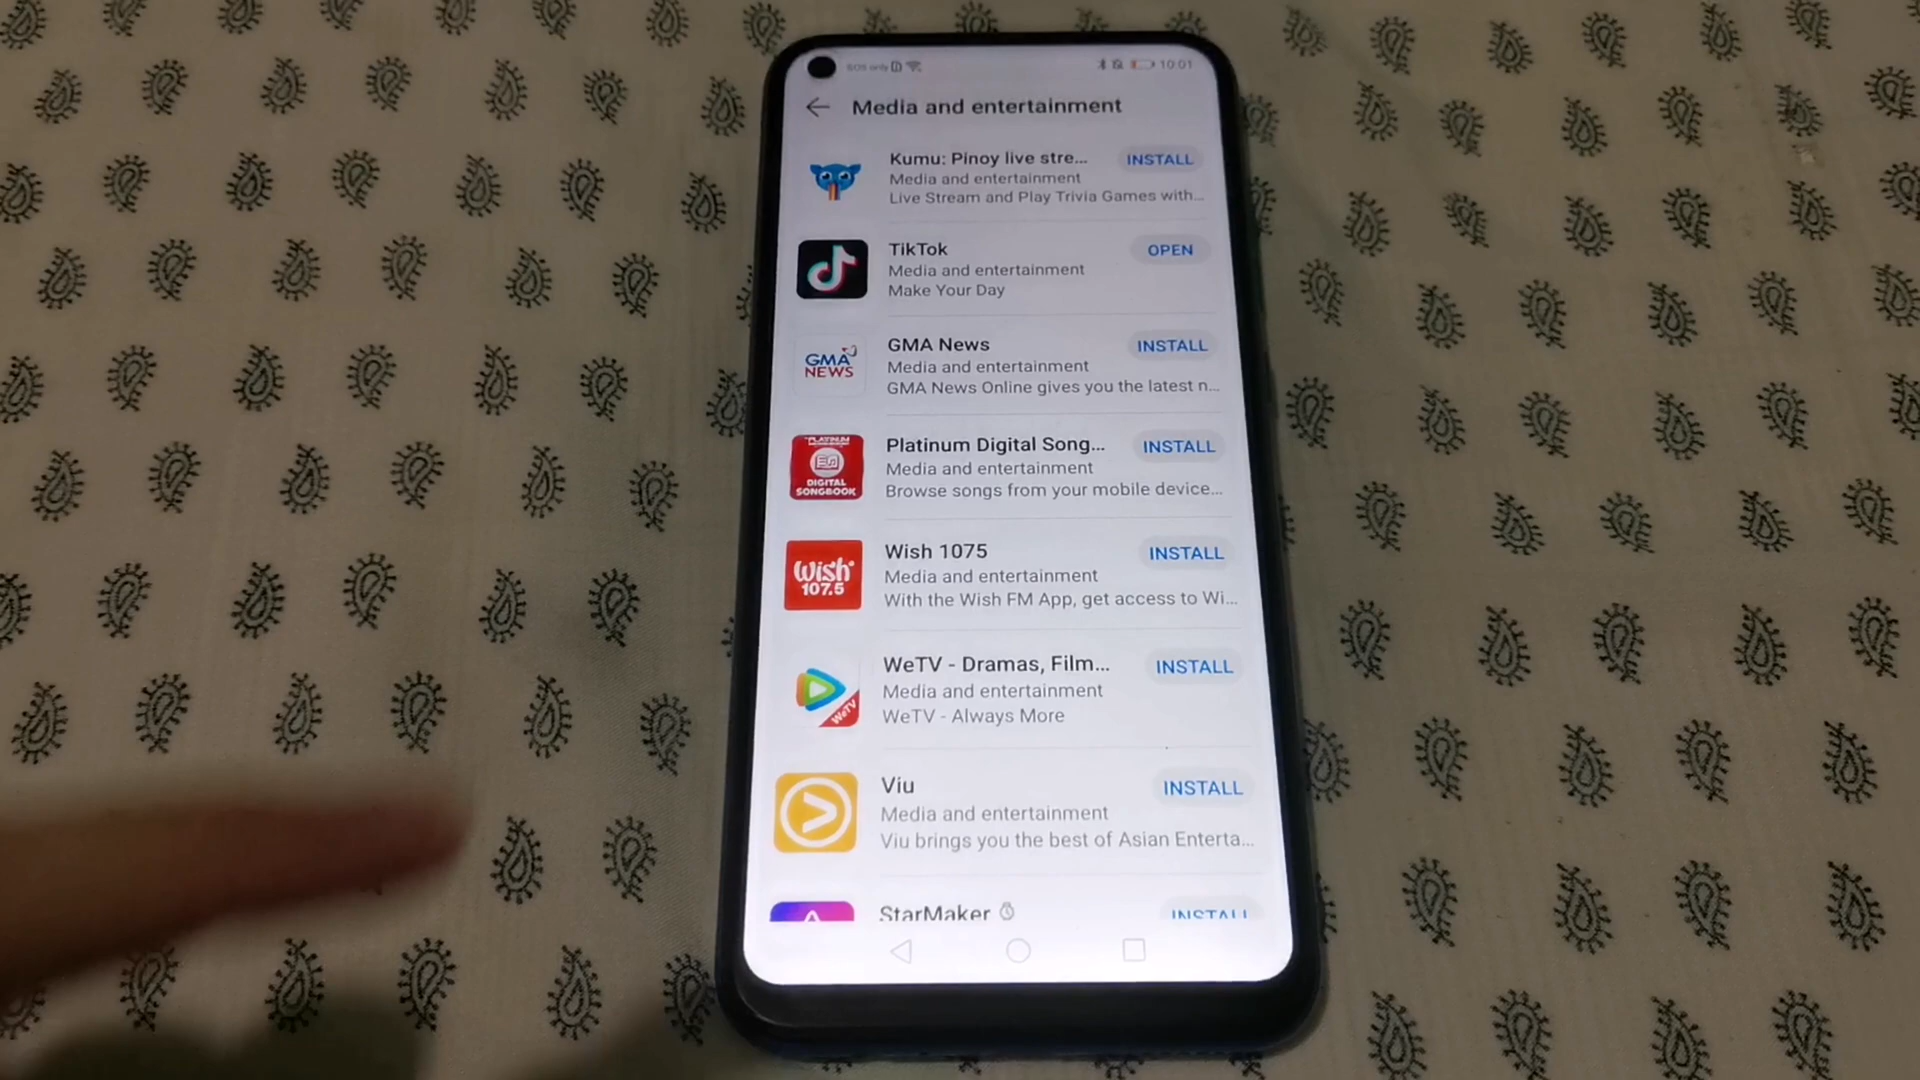 SOS only 10:01
Media and entertainment
Kumu: Pinoy live stre... INSTALL
Media and entertainment
Live Stream and Play Trivia Games with...
TikTok OPEN
Media and entertainment
Make Your Day
GMA News INSTALL
GMA
NEWS
Media and entertainment
GMA News Online gives you the latest n...
PLATINUM
DIGITAL
SONGBOOK
Platinum Digital Song... INSTALL
Media and entertainment
Browse songs from your mobile device...
wish
107.5
Wish 1075 INSTALL
Media and entertainment
With the Wish FM App, get access to Wi...
WeTV - Dramas, Film... INSTALL
Media and entertainment
WeTV - Always More
WeTV
Viu INSTALL
Media and entertainment
Viu brings you the best of Asian Enterta...
StarMaker INSTALL